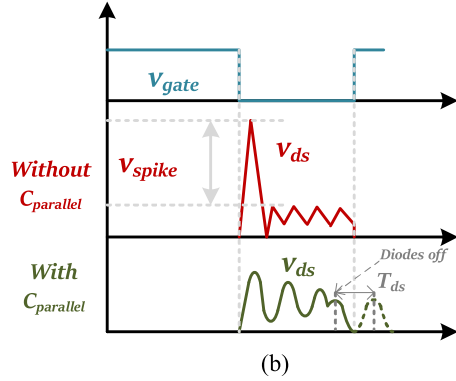 v_gate
Without
C_parallel
v_spike
v_ds
With
C_parallel
v_ds
Diodes off
T_ds
(b)